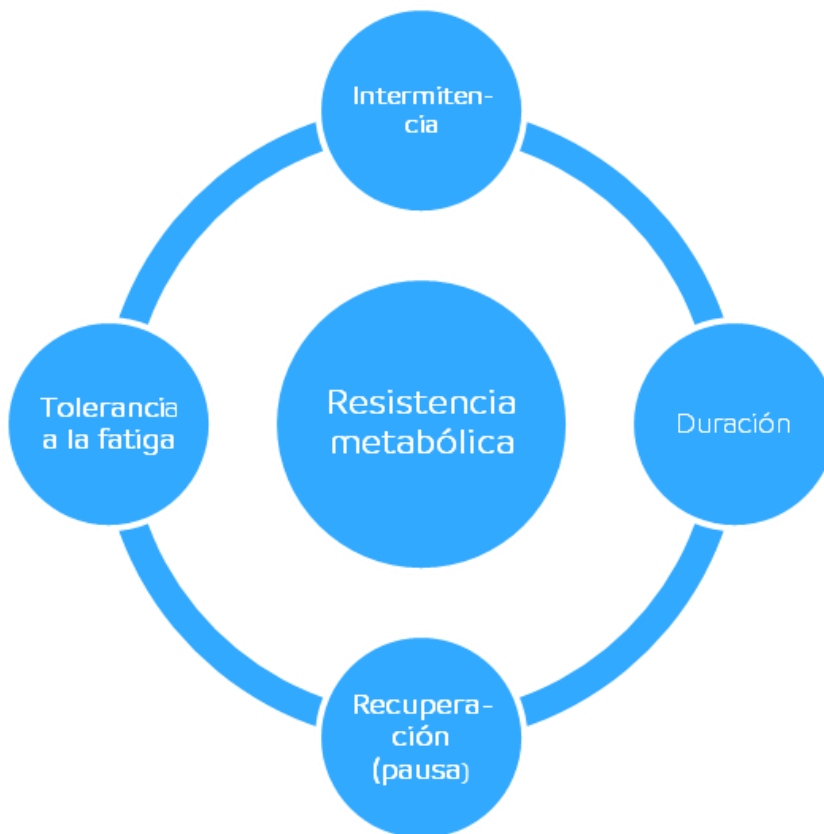 Intermiten-
cia
Tolerancia
a la fatiga
Resistencia
metabólica
Duración
Recupera-
ción
(pausa)